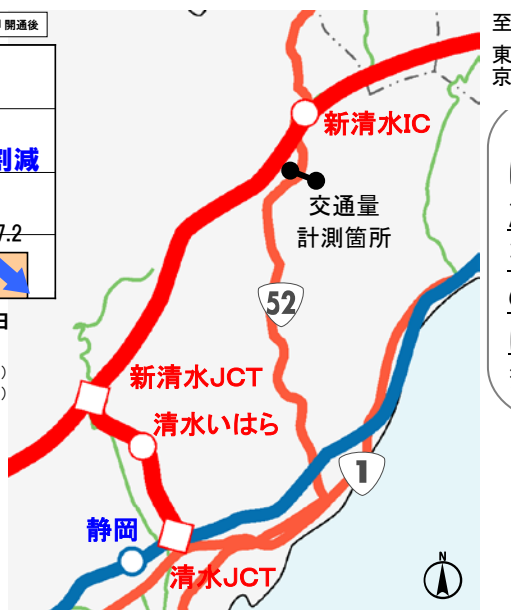 開通後
至
東
京
新清水IC
割減
交通量
計測箇所
7.2
52
新清水JCT
清水いはら
1
静岡
清水JCT
N